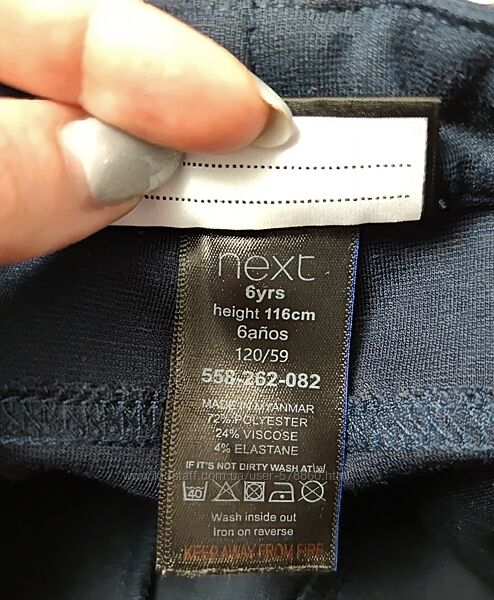 next
6yrs
height 116cm
6años
120/59
558-262-082
MADE IN MYANMAR
72% POLYESTER
24% VISCOSE
4% ELASTANE
IF IT'S NOT DIRTY WASH AT
40
Wash inside out
Iron on reverse
KEEP AWAY FROM FIRE